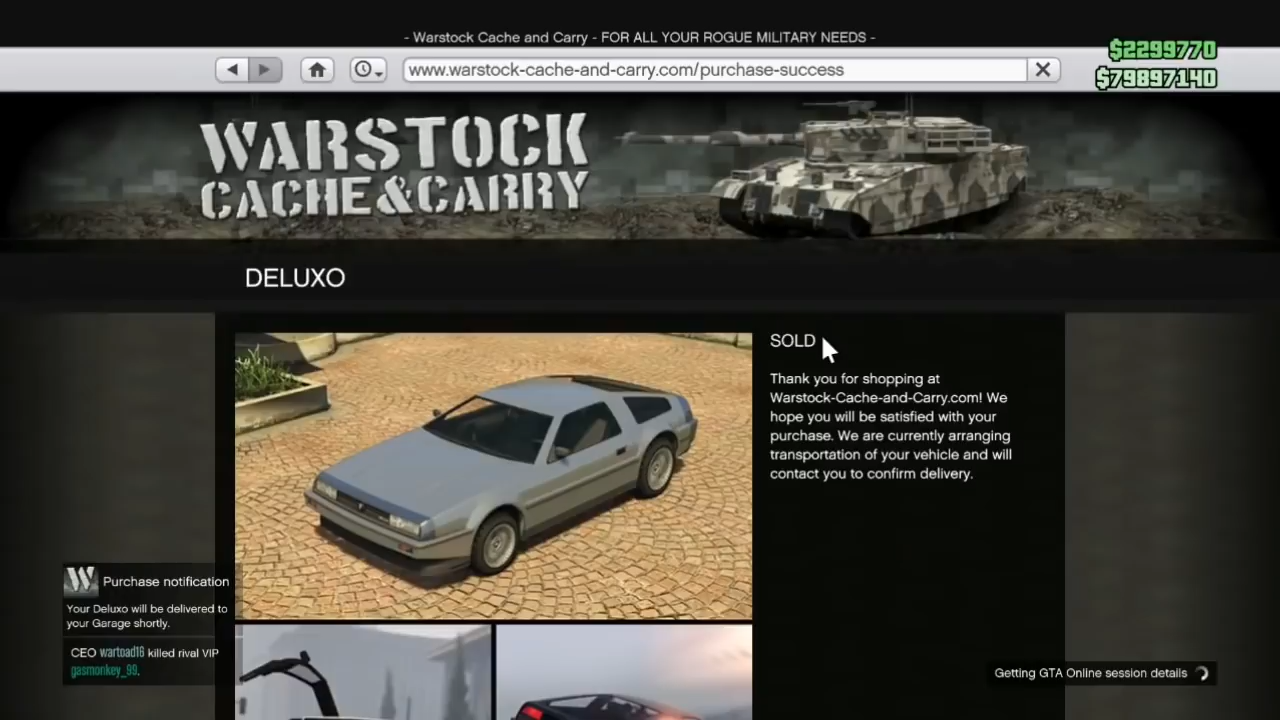 - Warstock Cache and Carry - FOR ALL YOUR ROGUE MILITARY NEEDS -
$2299770
www.warstock-cache-and-carry.com/purchase-success
$79897140
WARSTOCK
CACHE&CARRY
DELUXO
SOLD
Thank you for shopping at
Warstock-Cache-and-Carry.com! We
hope you will be satisfied with your
purchase. We are currently arranging
transportation of your vehicle and will
contact you to confirm delivery.
W
Purchase notification
Your Deluxo will be delivered to
your Garage shortly.
CEO wartoad16 killed rival VIP
gasmonkey_99.
Getting GTA Online session details